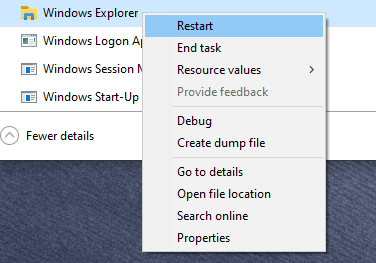 Windows Explorer
Restart
Windows Logon Ap
End task
Windows Session M
Resource values
Windows Start-Up
Provide feedback
Debug
Fewer details
Create dump file
Go to details
Open file location
Search online
Properties